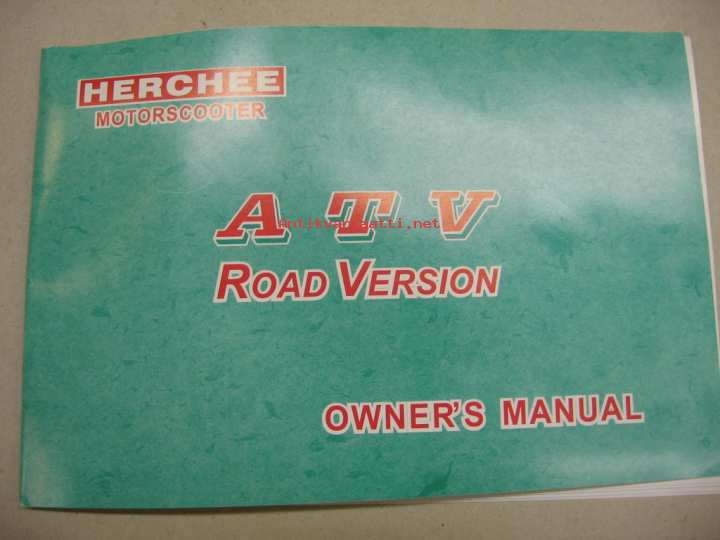 HERCHEE
MOTORSCOOTER
ATV
antikvariaatti.net
ROAD VERSION
OWNER'S MANUAL